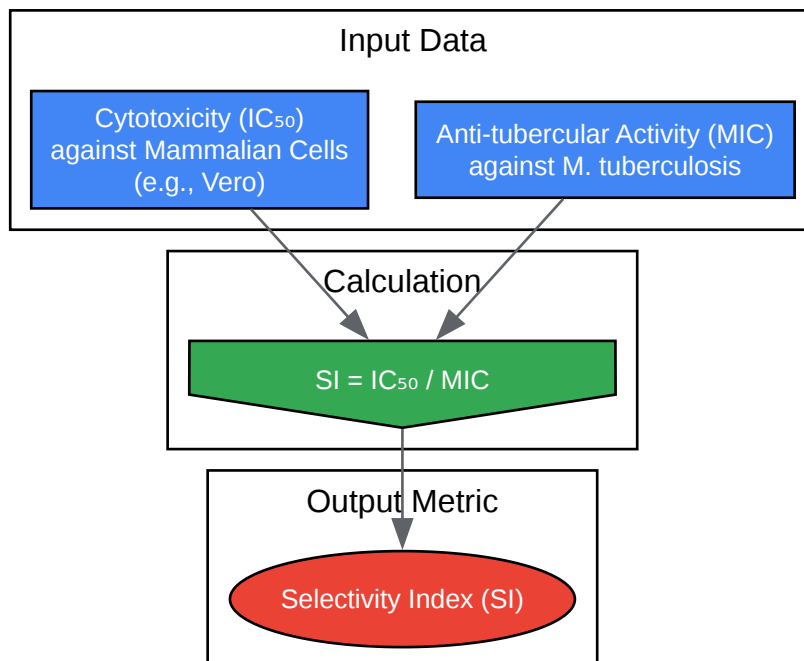 Input Data
Cytotoxicity (IC₅₀)
against Mammalian Cells
(e.g., Vero)
Anti-tubercular Activity (MIC)
against M. tuberculosis
Calculation
SI = IC₅₀ / MIC
Output Metric
Selectivity Index (SI)